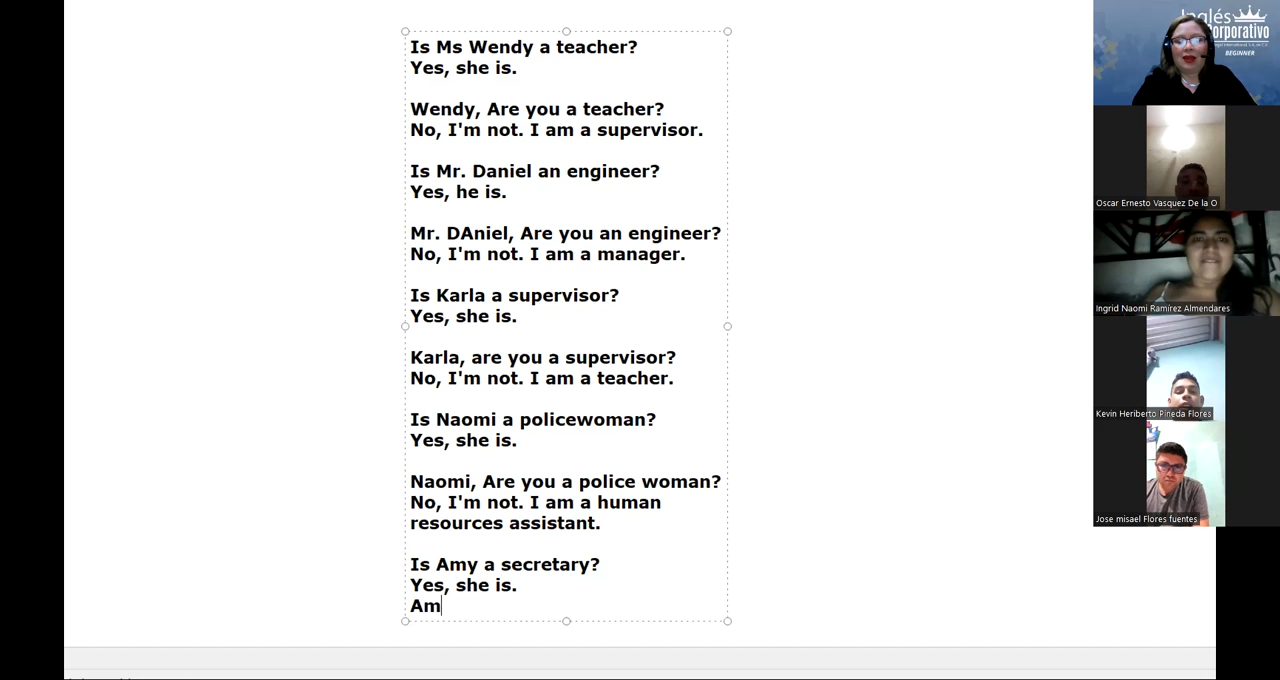 Is Ms Wendy a teacher?
Yes, she is.
Wendy, Are you a teacher?
No, I'm not. I am a supervisor.
Is Mr. Daniel an engineer?
Yes, he is.
Mr. DAniel, Are you an engineer?
No, I'm not. I am a manager.
Is Karla a supervisor?
Yes, she is.
Karla, are you a supervisor?
No, I'm not. I am a teacher.
Is Naomi a policewoman?
Yes, she is.
Naomi, Are you a police woman?
No, I'm not. I am a human
resources assistant.
Is Amy a secretary?
Yes, she is.
Am
Inglés
BEGINNER
Oscar Ernesto Vasquez De la O
Ingrid Naomi Ramírez Almendares
Kevin Heriberto Pineda Flores
Jose misael Flores fuentes